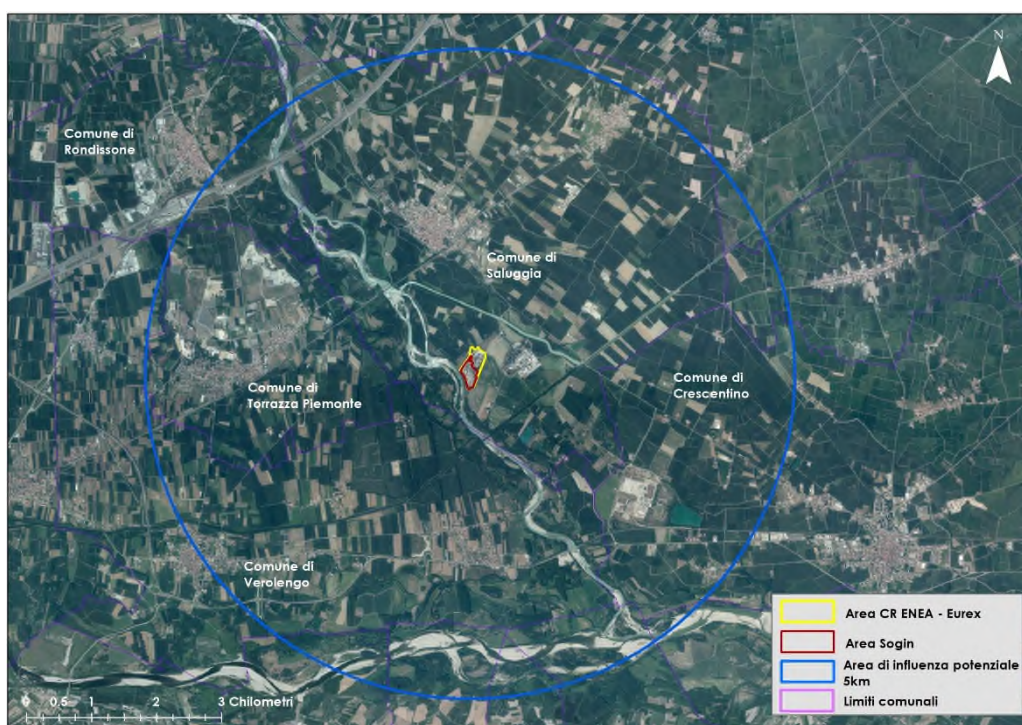 N
Comune di
Rondissone
Comune di
Saluggia
Comune di
Torrazza Piemonte
Comune di
Crescentino
Comune di
Verolengo
Area CR ENEA - Eurex
Area Sogin
Area di influenza potenziale
5km
Limiti comunali
0 0.5 1 2 3 Chilometri